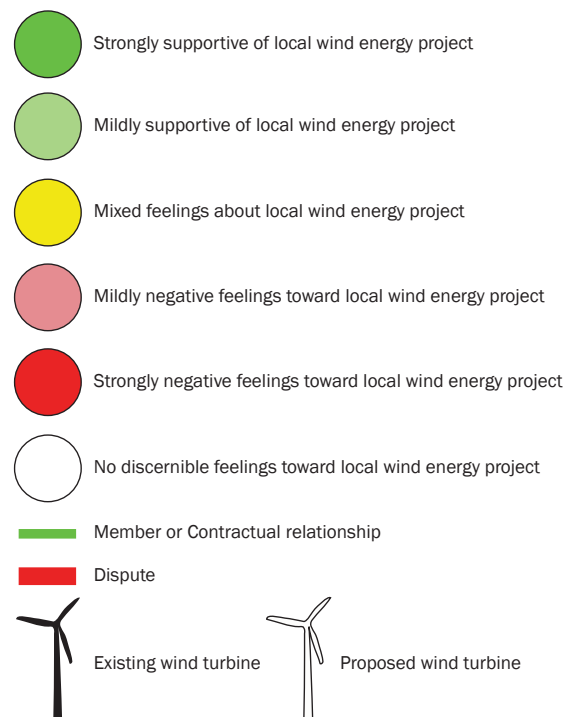 Strongly supportive of local wind energy project
Mildly supportive of local wind energy project
Mixed feelings about local wind energy project
Mildly negative feelings toward local wind energy project
Strongly negative feelings toward local wind energy project
No discernible feelings toward local wind energy project
Member or Contractual relationship
Dispute
Existing wind turbine
Proposed wind turbine